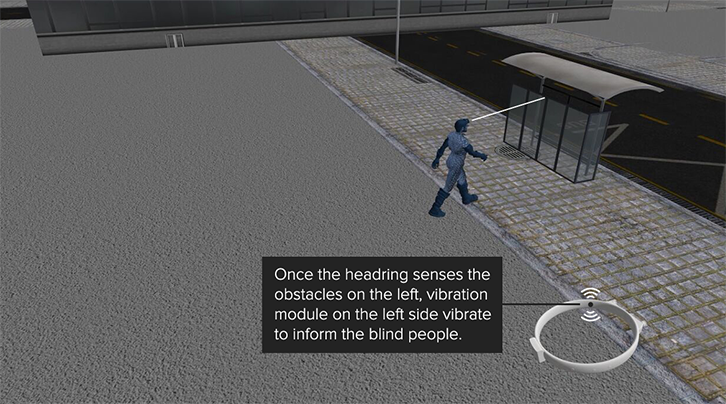 Once the headring senses the
obstacles on the left, vibration
module on the left side vibrate
to inform the blind people.